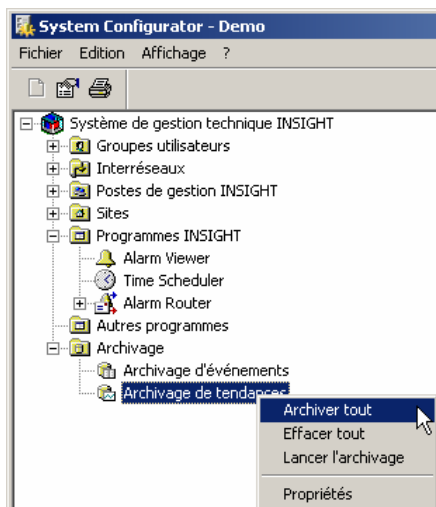 System Configurator - Demo
Fichier Edition Affichage ?
Système de gestion technique INSIGHT
Groupes utilisateurs
Interréseaux
Postes de gestion INSIGHT
Sites
Programmes INSIGHT
Alarm Viewer
Time Scheduler
Alarm Router
Autres programmes
Archivage
Archivage d'événements
Archivage de tendances
Archiver tout
Effacer tout
Lancer l'archivage
Propriétés